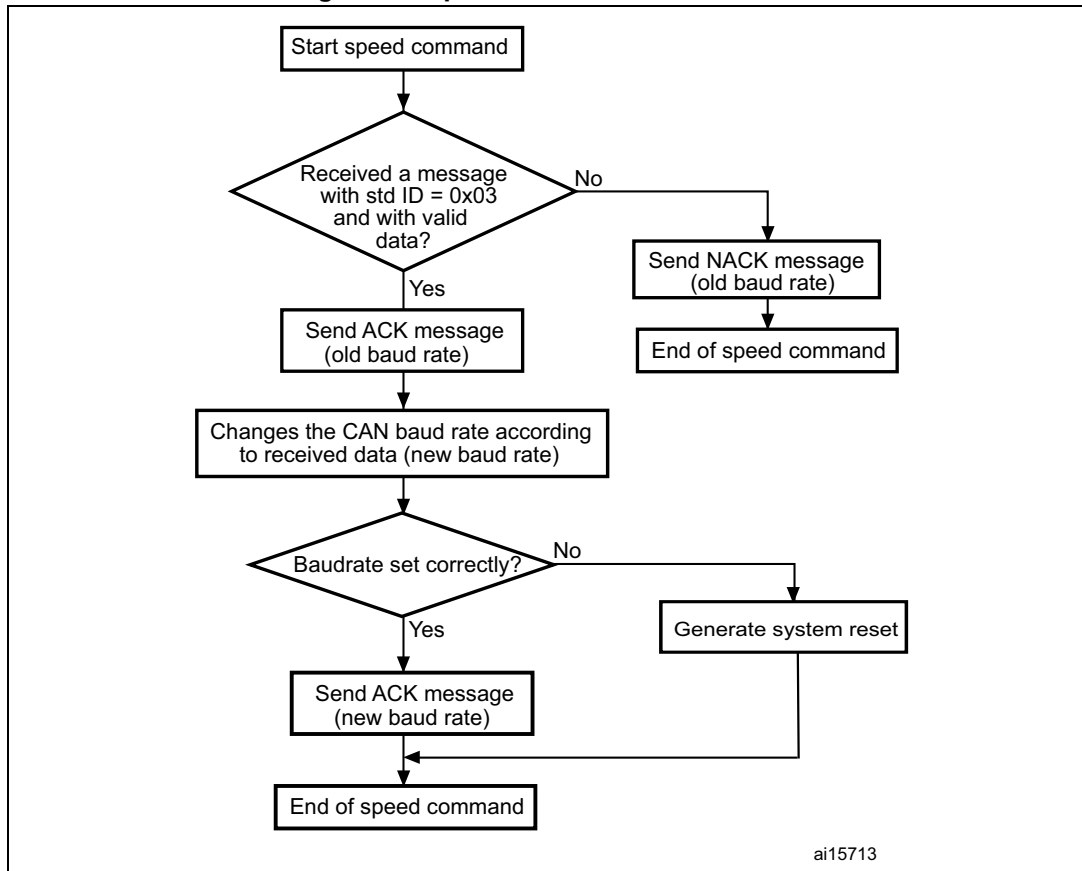 Start speed command
Received a message
with std ID = 0x03
and with valid
data?
No
Yes
Send NACK message
(old baud rate)
End of speed command
Send ACK message
(old baud rate)
Changes the CAN baud rate according
to received data (new baud rate)
Baudrate set correctly?
No
Yes
Generate system reset
Send ACK message
(new baud rate)
End of speed command
ai15713